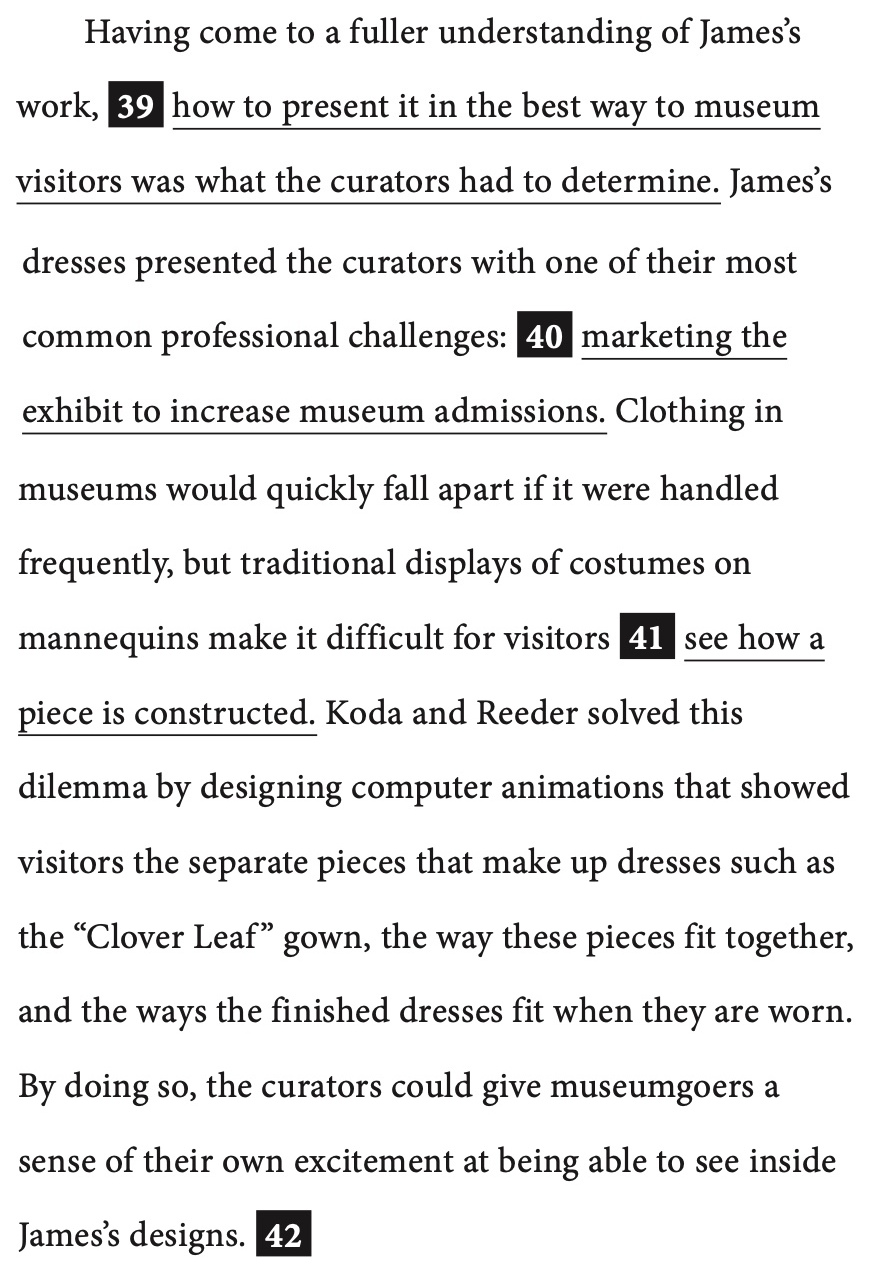 Having come to a fuller understanding of James’s
work, 39 how to present it in the best way to museum
visitors was what the curators had to determine. James’s
dresses presented the curators with one of their most
common professional challenges: 40 marketing the
exhibit to increase museum admissions. Clothing in
museums would quickly fall apart if it were handled
frequently, but traditional displays of costumes on
mannequins make it difficult for visitors 41 see how a
piece is constructed. Koda and Reeder solved this
dilemma by designing computer animations that showed
visitors the separate pieces that make up dresses such as
the “Clover Leaf” gown, the way these pieces fit together,
and the ways the finished dresses fit when they are worn.
By doing so, the curators could give museumgoers a
sense of their own excitement at being able to see inside
James’s designs. 42